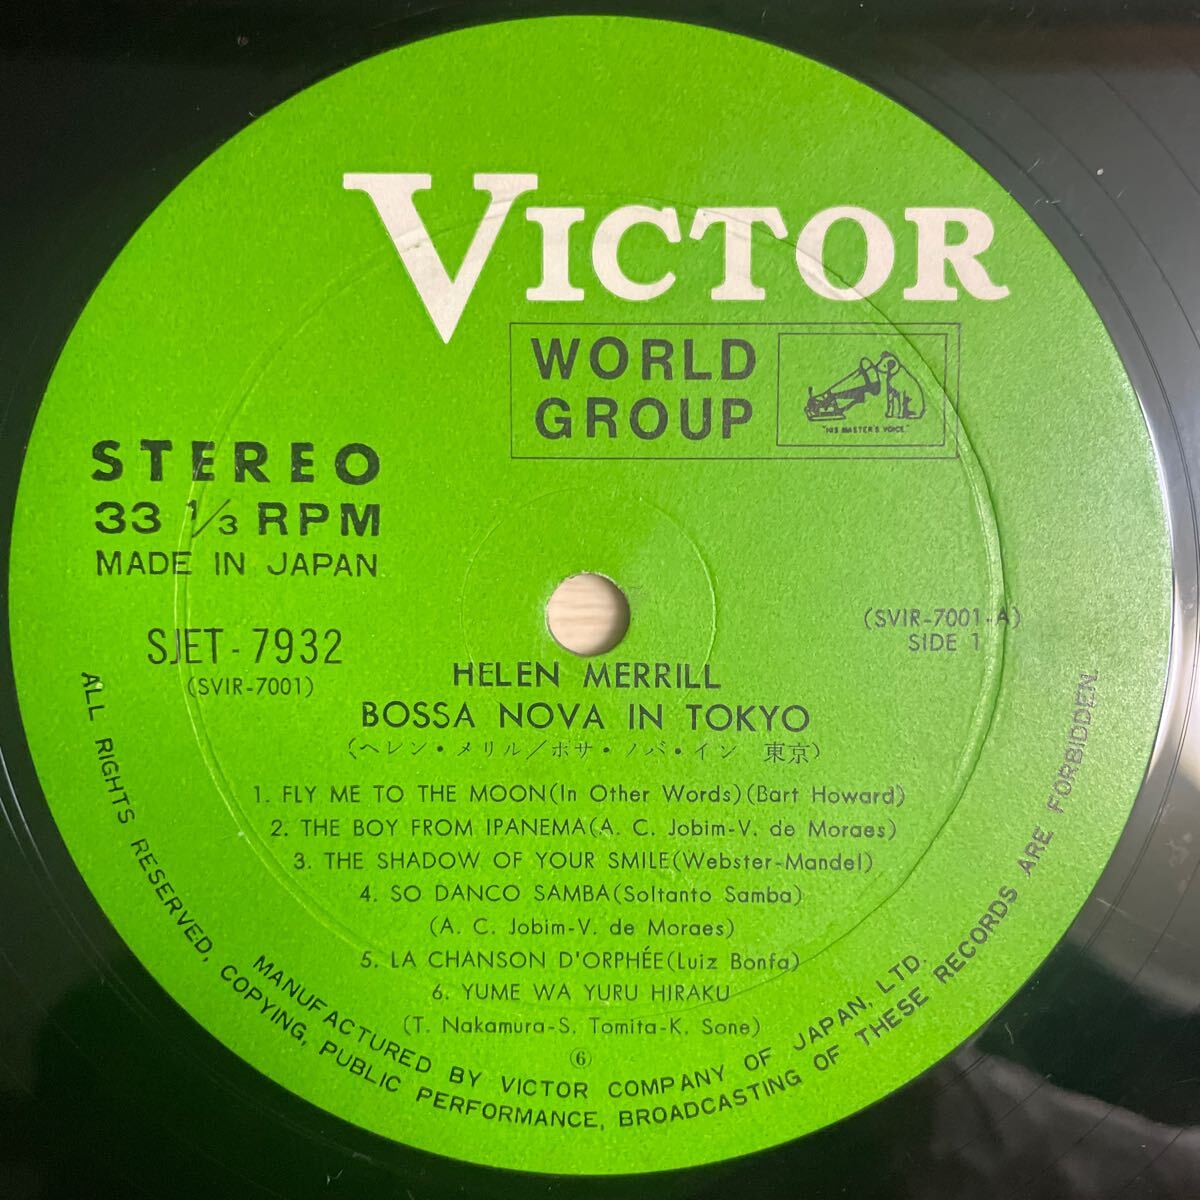 VICTOR
WORLD
GROUP
"HIS MASTER'S VOICE"
STEREO
33 1/3 RPM
MADE IN JAPAN
SJET-7932
(SVIR-7001)
(SVIR-7001-A)
SIDE 1
HELEN MERRILL
BOSSA NOVA IN TOKYO
(ヘレン・メリル/ボサ・ノバ・イン 東京)
1. FLY ME TO THE MOON(In Other Words)(Bart Howard)
2. THE BOY FROM IPANEMA(A. C. Jobim-V. de Moraes)
3. THE SHADOW OF YOUR SMILE(Webster-Mandel)
4. SO DANCO SAMBA(Soltanto Samba)
(A. C. Jobim-V. de Moraes)
5. LA CHANSON D'ORPHÉE(Luiz Bonfa)
6. YUME WA YURU HIRAKU
(T. Nakamura-S. Tomita-K. Sone)
⑥
MANUFACTURED BY VICTOR COMPANY OF JAPAN, LTD.
ALL RIGHTS RESERVED, COPYING, PUBLIC PERFORMANCE, BROADCASTING OF THESE RECORDS ARE FORBIDDEN.